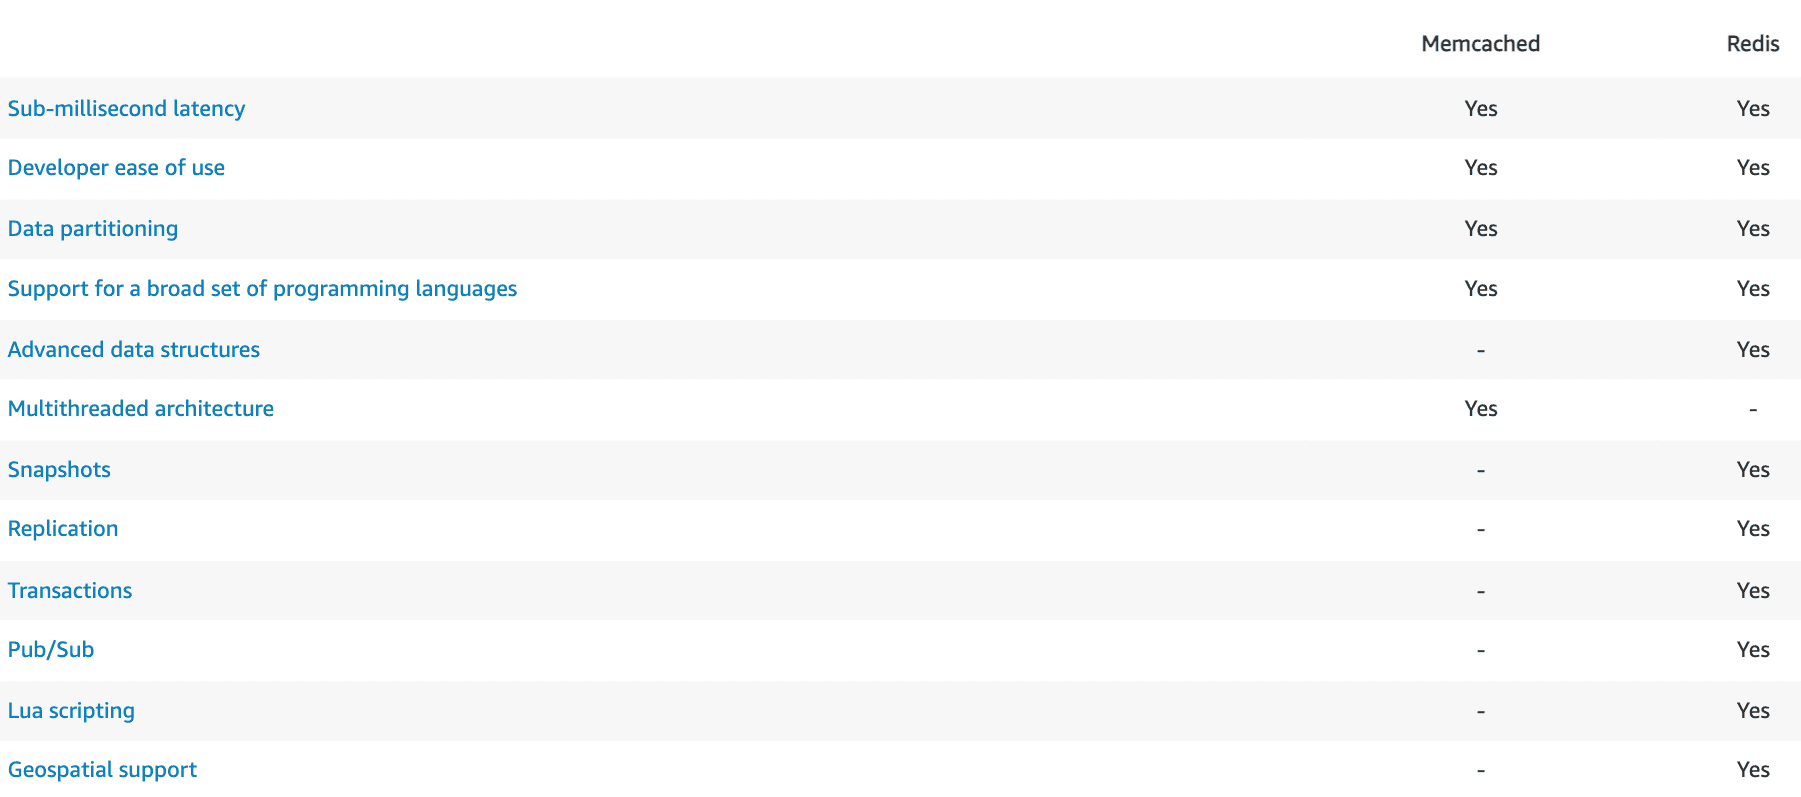 Memcached Redis
Sub-millisecond latency Yes Yes
Developer ease of use Yes Yes
Data partitioning Yes Yes
Support for a broad set of programming languages Yes Yes
Advanced data structures - Yes
Multithreaded architecture Yes -
Snapshots - Yes
Replication - Yes
Transactions - Yes
Pub/Sub - Yes
Lua scripting - Yes
Geospatial support - Yes